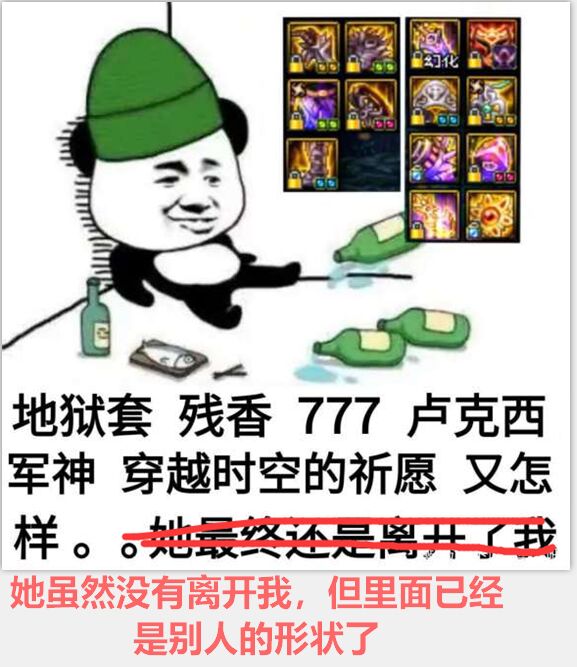 幻化
地狱套 残香 777 卢克西
军神 穿越时空的祈愿 又怎
样。。她最终还是离开了我
她虽然没有离开我，但里面已经
是别人的形状了